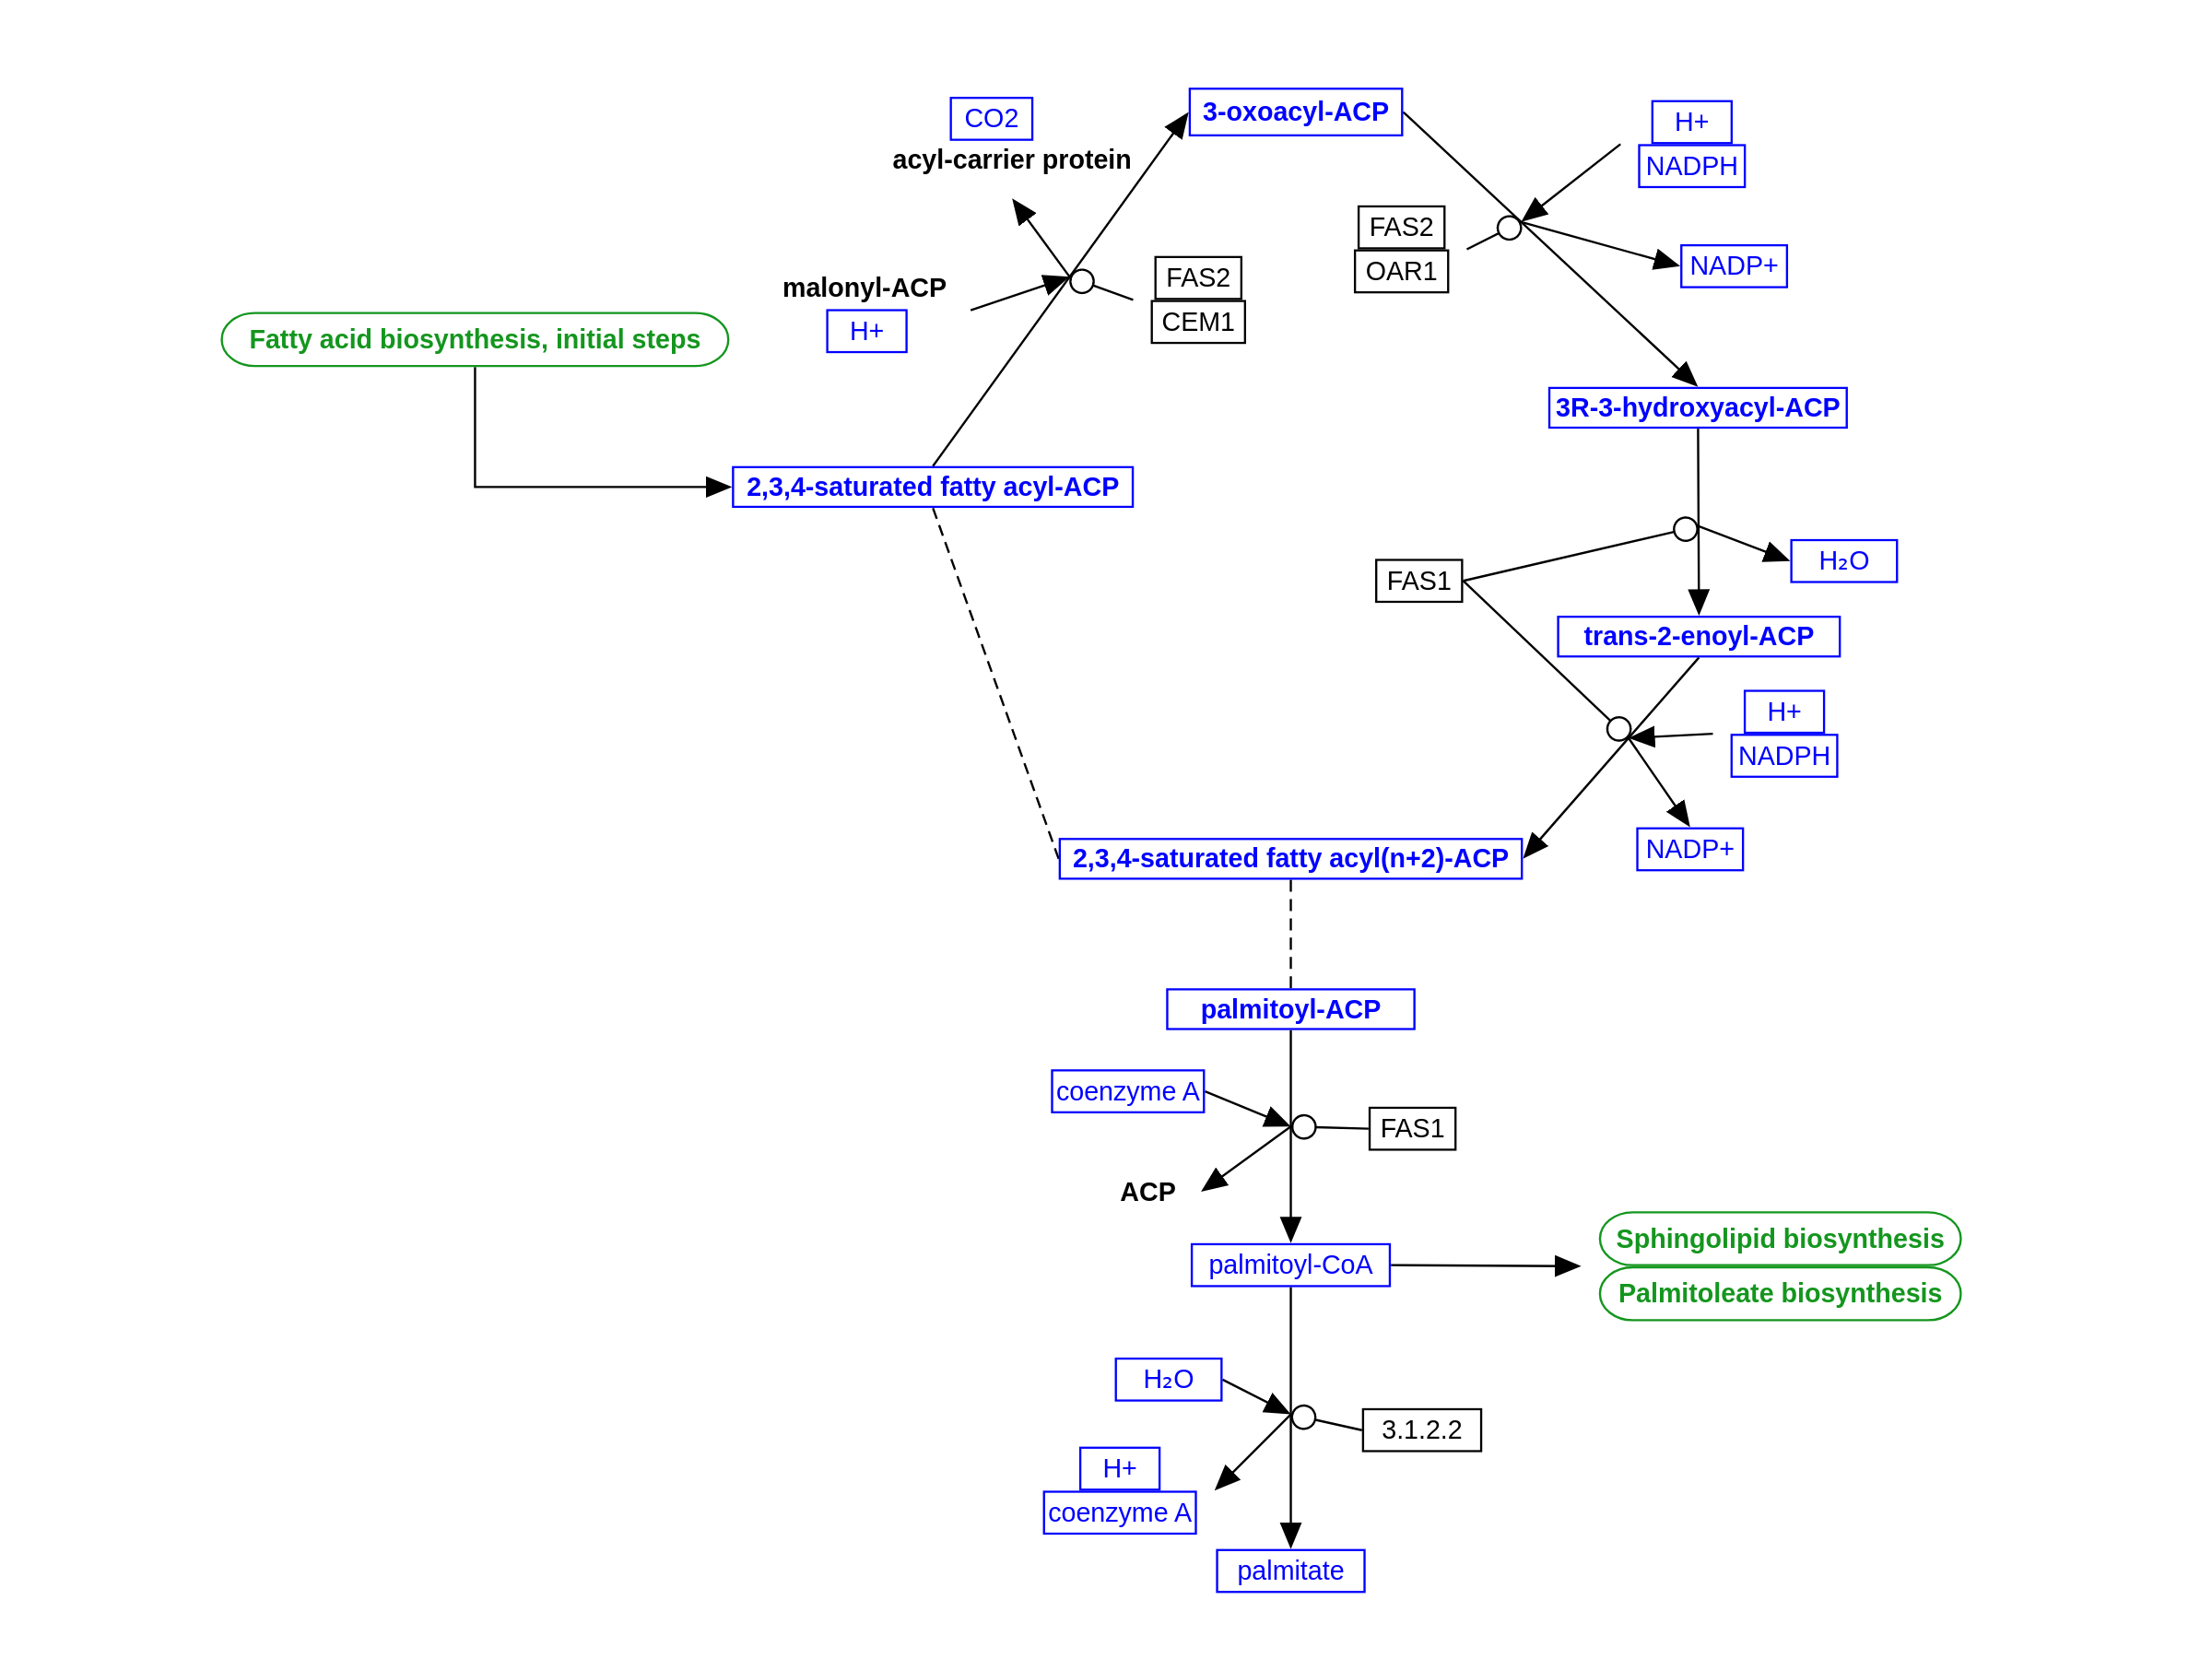 CO2
acyl-carrier protein
3-oxoacyl-ACP
H+
NADPH
FAS2
OAR1
NADP+
malonyl-ACP
H+
FAS2
CEM1
Fatty acid biosynthesis, initial steps
3R-3-hydroxyacyl-ACP
2,3,4-saturated fatty acyl-ACP
FAS1
H₂O
trans-2-enoyl-ACP
H+
NADPH
NADP+
2,3,4-saturated fatty acyl(n+2)-ACP
palmitoyl-ACP
coenzyme A
FAS1
ACP
palmitoyl-CoA
Sphingolipid biosynthesis
Palmitoleate biosynthesis
H₂O
3.1.2.2
H+
coenzyme A
palmitate